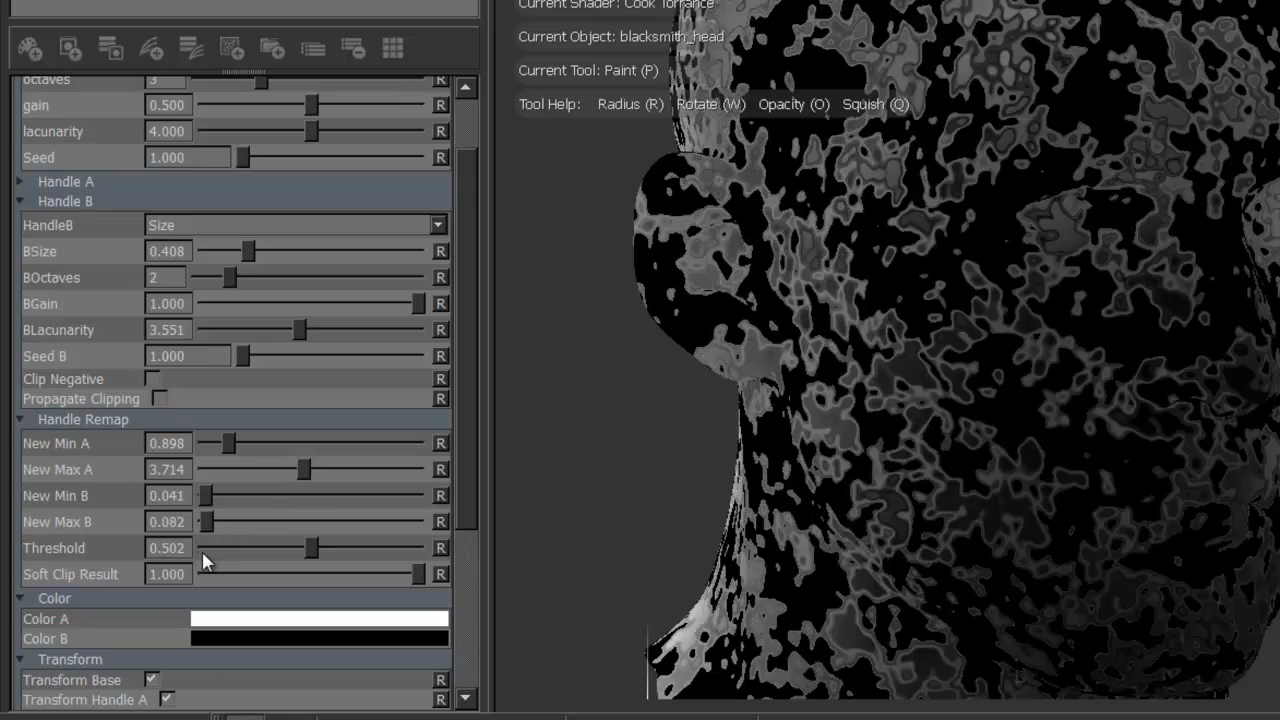 Current Shader: Cook Torrance
Current Object: blacksmith_head
Current Tool: Paint (P)
Tool Help: Radius (R) Rotate (W) Opacity (O) Squish (Q)
octaves 3 R
gain 0.500 R
lacunarity 4.000 R
Seed 1.000 R
Handle A
Handle B
HandleB Size
BSize 0.408 R
BOctaves 2 R
BGain 1.000 R
BLacunarity 3.551 R
Seed B 1.000 R
Clip Negative R
Propagate Clipping R
Handle Remap
New Min A 0.898 R
New Max A 3.714 R
New Min B 0.041 R
New Max B 0.082 R
Threshold 0.502 R
Soft Clip Result 1.000 R
Color
Color A
Color B
Transform
Transform Base R
Transform Handle A R